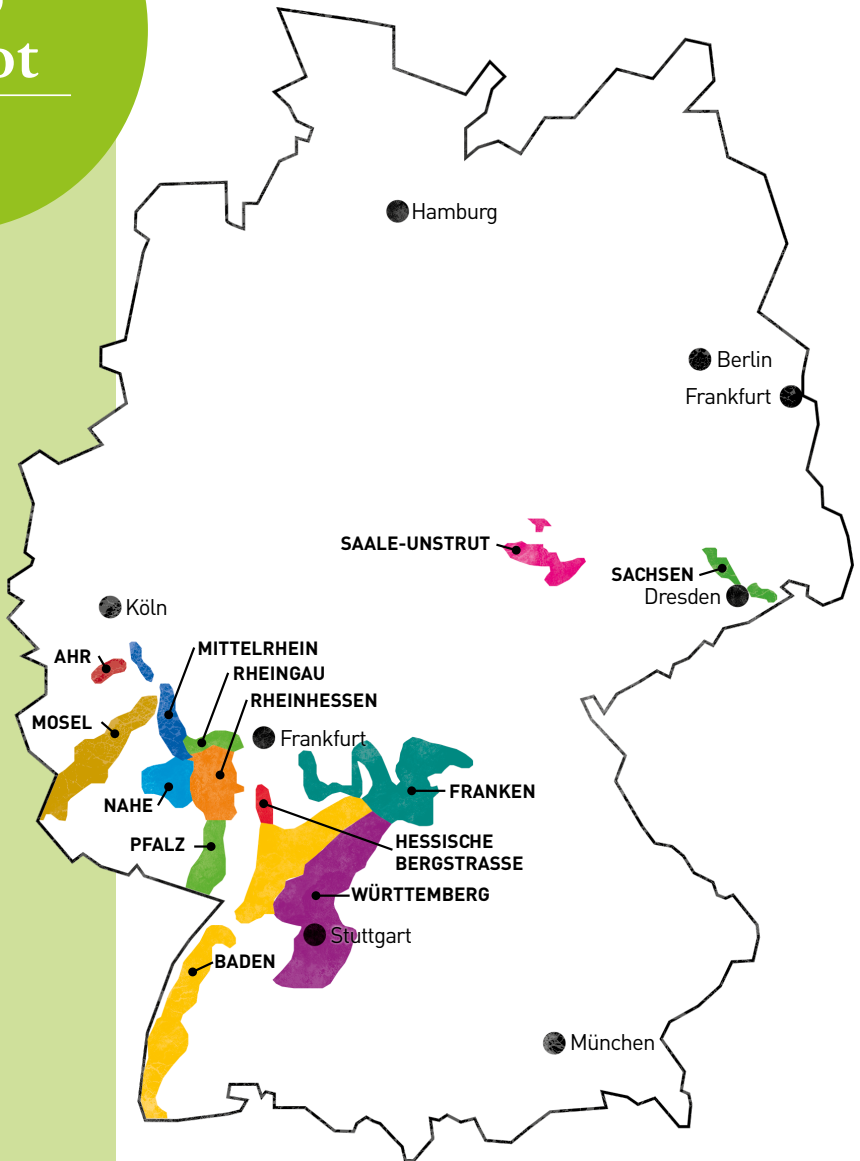 Hamburg
Berlin
Frankfurt
SAALE-UNSTRUT
SACHSEN
Dresden
Köln
MITTELRHEIN
AHR
RHEINGAU
RHEINHESSEN
MOSEL
Frankfurt
FRANKEN
NAHE
PFALZ
HESSISCHE
BERGSTRASSE
WÜRTTEMBERG
Stuttgart
BADEN
München